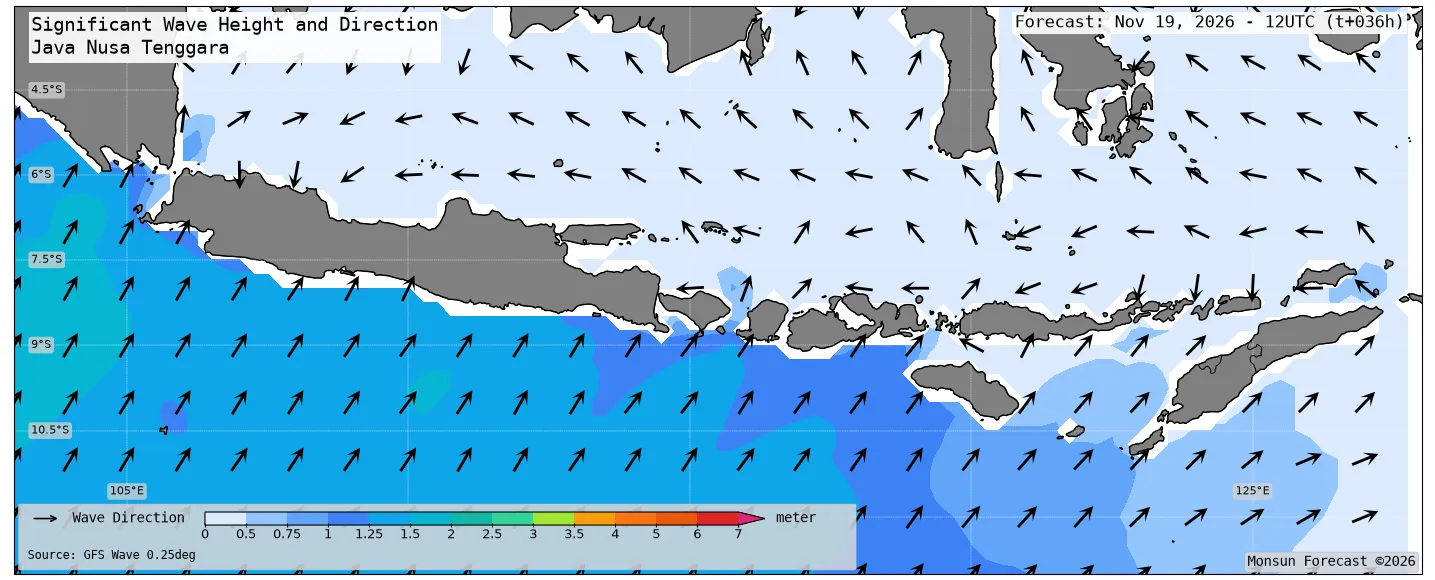 Significant Wave Height and Direction
Java Nusa Tenggara
Forecast: Nov 19, 2026 - 12UTC (t+036h)
4.5°S
6°S
7.5°S
9°S
10.5°S
105°E
125°E
Wave Direction
meter
0 0.5 0.75 1 1.25 1.5 2 2.5 3 3.5 4 5 6 7
Source: GFS Wave 0.25deg
Monsun Forecast ©2026